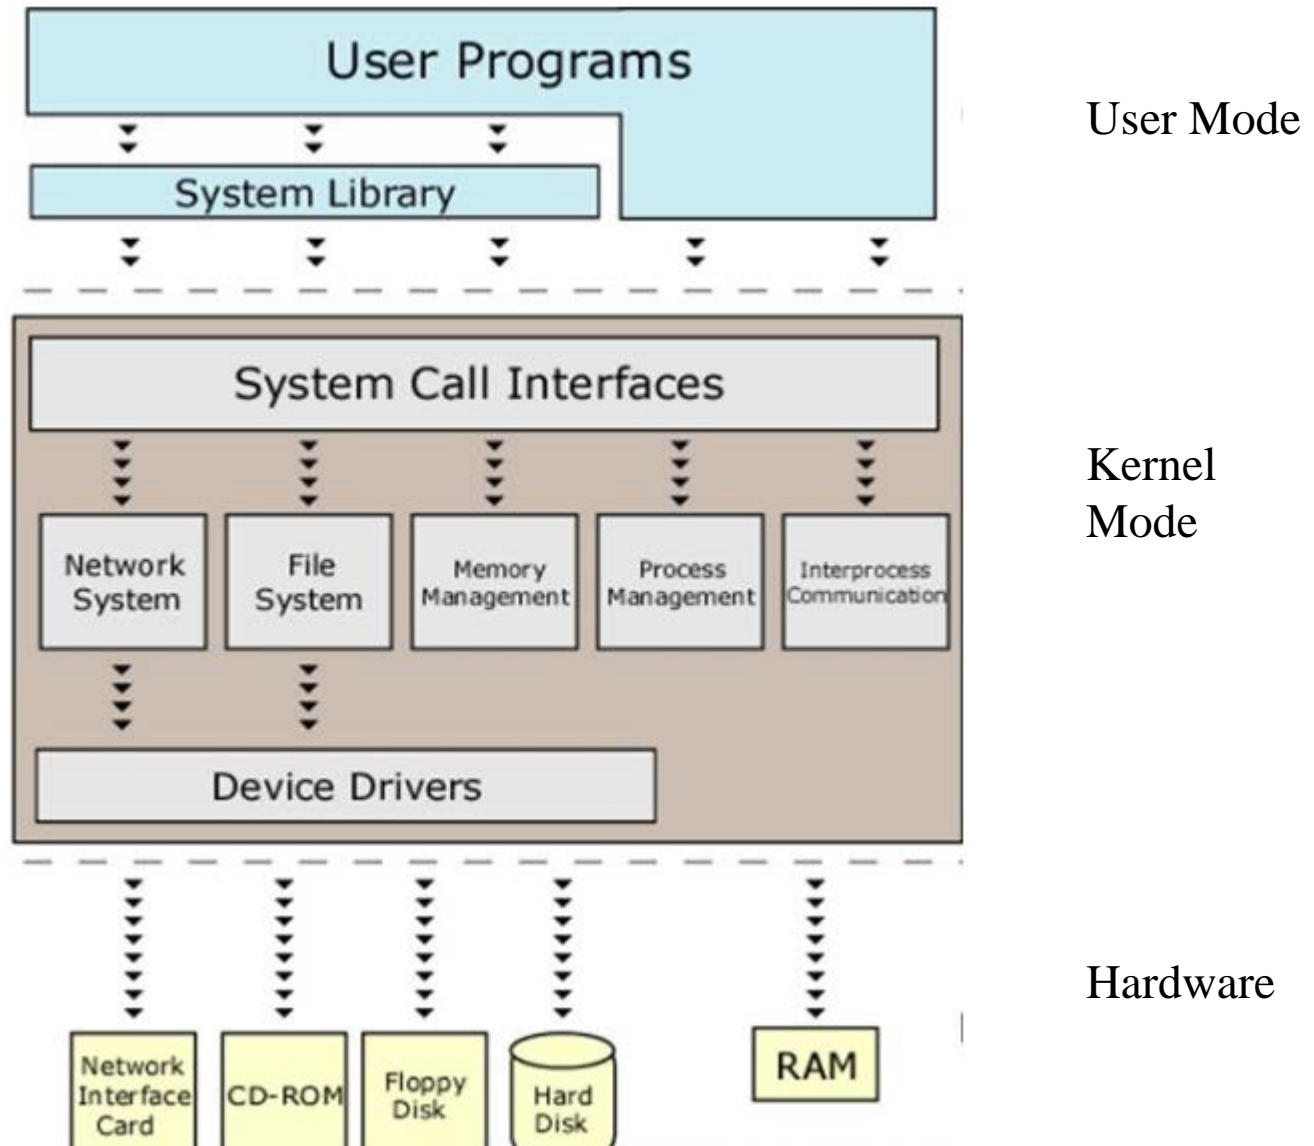 User Programs
User Mode
System Library
System Call Interfaces
Kernel
Mode
Network
System
File
System
Memory
Management
Process
Management
Interprocess
Communication
Device Drivers
Hardware
Network
Interface
Card
CD-ROM
Floppy
Disk
Hard
Disk
RAM